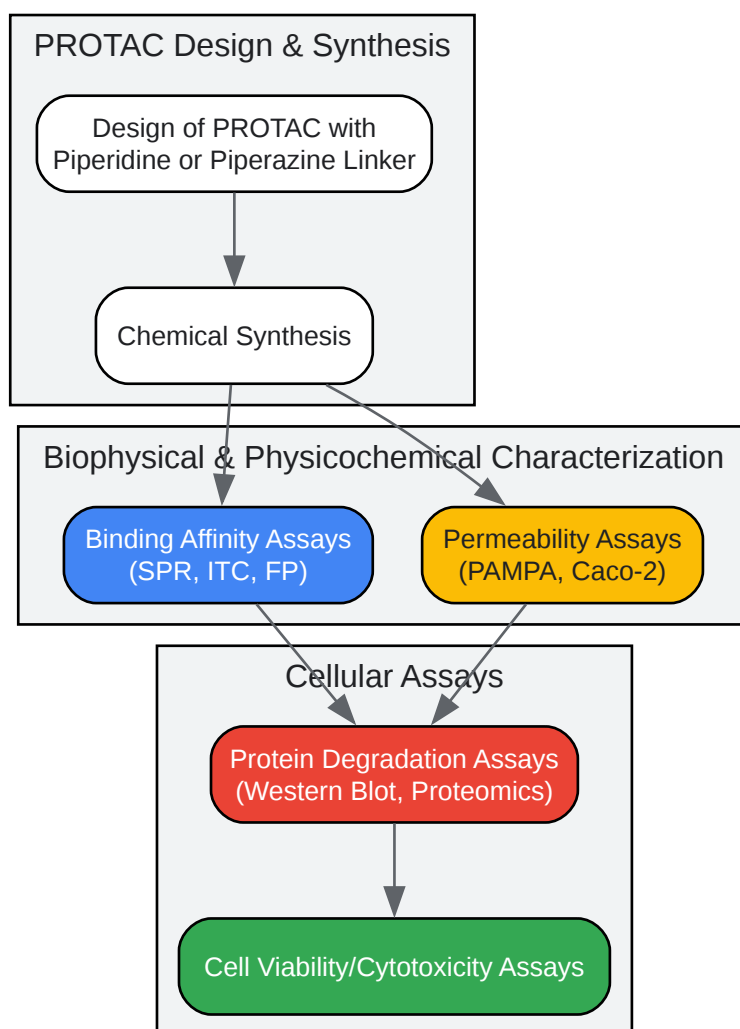 PROTAC Design & Synthesis
Design of PROTAC with
Piperidine or Piperazine Linker
Chemical Synthesis
Biophysical & Physicochemical Characterization
Binding Affinity Assays
(SPR, ITC, FP)
Permeability Assays
(PAMPA, Caco-2)
Cellular Assays
Protein Degradation Assays
(Western Blot, Proteomics)
Cell Viability/Cytotoxicity Assays